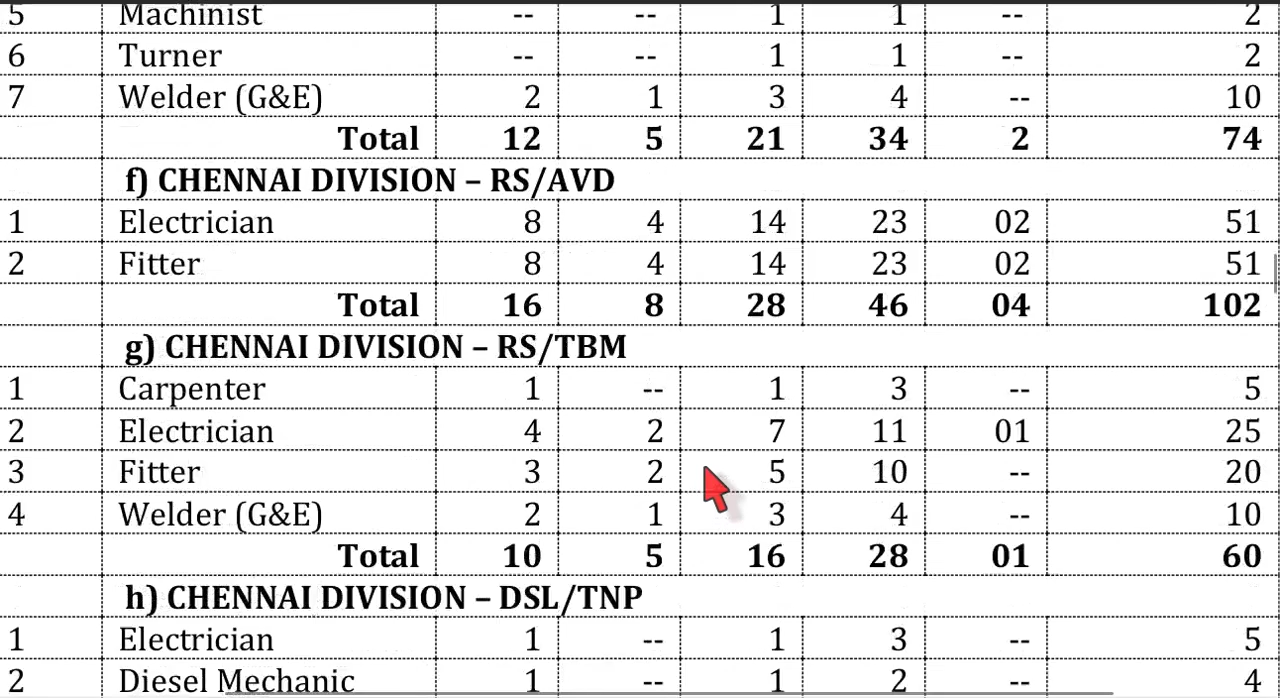 5 Machinist -- -- 1 1 -- 2
6 Turner -- -- 1 1 -- 2
7 Welder (G&E) 2 1 3 4 -- 10
Total 12 5 21 34 2 74
f) CHENNAI DIVISION – RS/AVD
1 Electrician 8 4 14 23 02 51
2 Fitter 8 4 14 23 02 51
Total 16 8 28 46 04 102
g) CHENNAI DIVISION – RS/TBM
1 Carpenter 1 -- 1 3 -- 5
2 Electrician 4 2 7 11 01 25
3 Fitter 3 2 5 10 -- 20
4 Welder (G&E) 2 1 3 4 -- 10
Total 10 5 16 28 01 60
h) CHENNAI DIVISION – DSL/TNP
1 Electrician 1 -- 1 3 -- 5
2 Diesel Mechanic 1 -- 1 2 -- 4